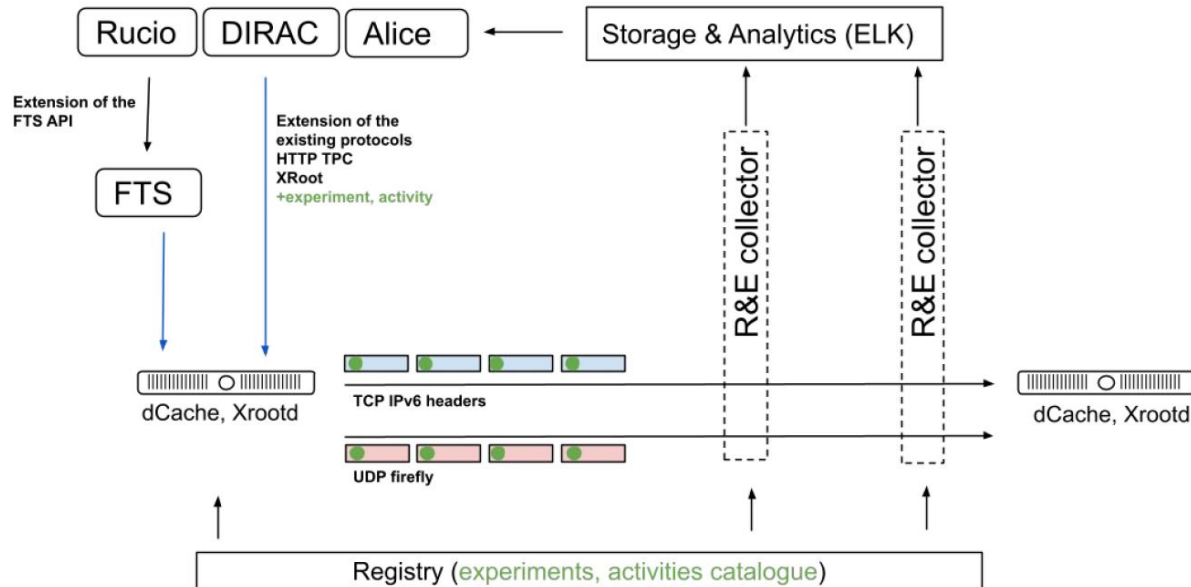 Rucio
DIRAC
Alice
Storage & Analytics (ELK)
Extension of the
FTS API
Extension of the
existing protocols
HTTP TPC
XRoot
+experiment, activity
FTS
R&E collector
R&E collector
dCache, Xrootd
TCP IPv6 headers
dCache, Xrootd
UDP firefly
Registry (experiments, activities catalogue)